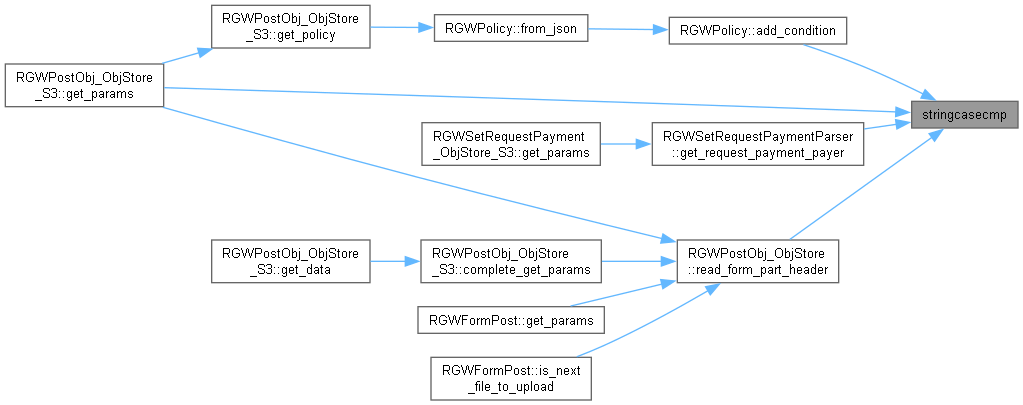 RGWPostObj_ObjStore
_S3::get_policy
RGWPolicy::from_json
RGWPolicy::add_condition
RGWPostObj_ObjStore
_S3::get_params
stringcasecmp
RGWSetRequestPayment
_ObjStore_S3::get_params
RGWSetRequestPaymentParser
::get_request_payment_payer
RGWPostObj_ObjStore
_S3::get_data
RGWPostObj_ObjStore
_S3::complete_get_params
RGWPostObj_ObjStore
::read_form_part_header
RGWFormPost::get_params
RGWFormPost::is_next
_file_to_upload